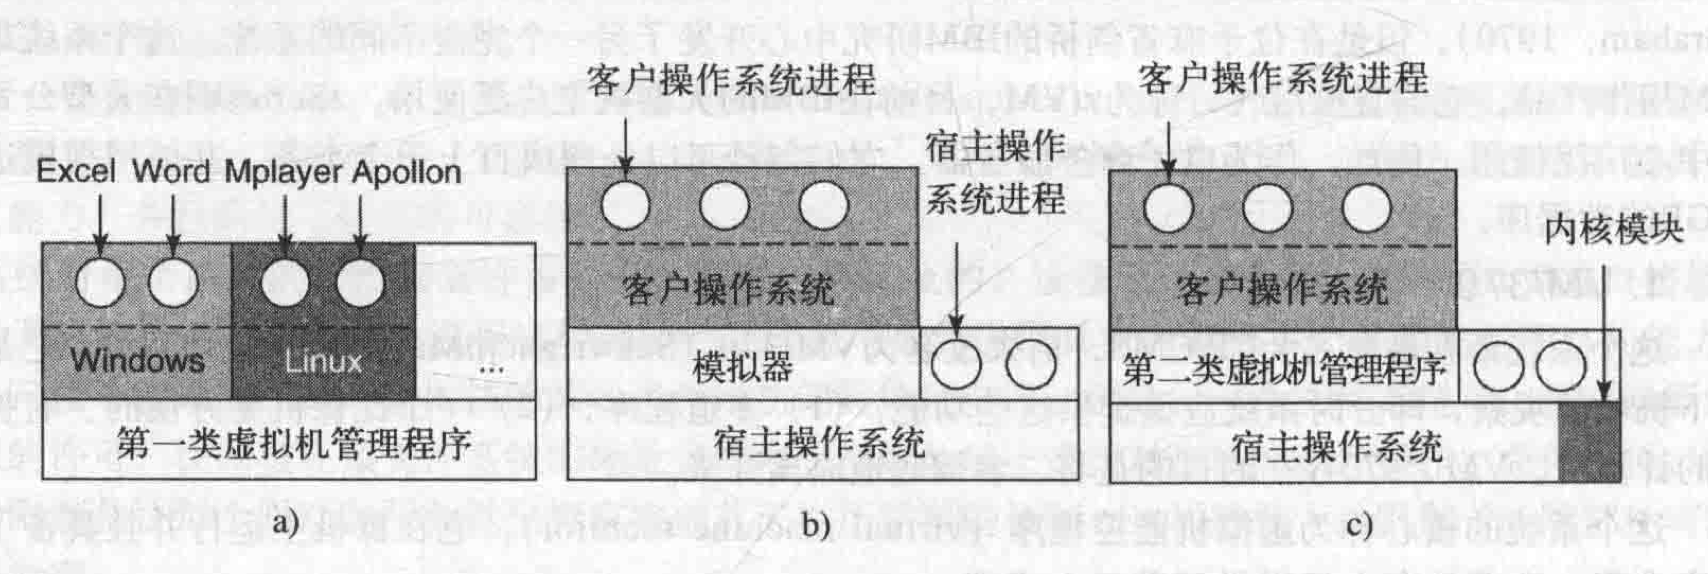 客户操作系统进程
客户操作系统进程
宿主操作
系统进程
Excel Word Mplayer Apollon
内核模块
客户操作系统
客户操作系统
Windows
Linux
...
模拟器
第二类虚拟机管理程序
第一类虚拟机管理程序
宿主操作系统
宿主操作系统
a)
b)
c)